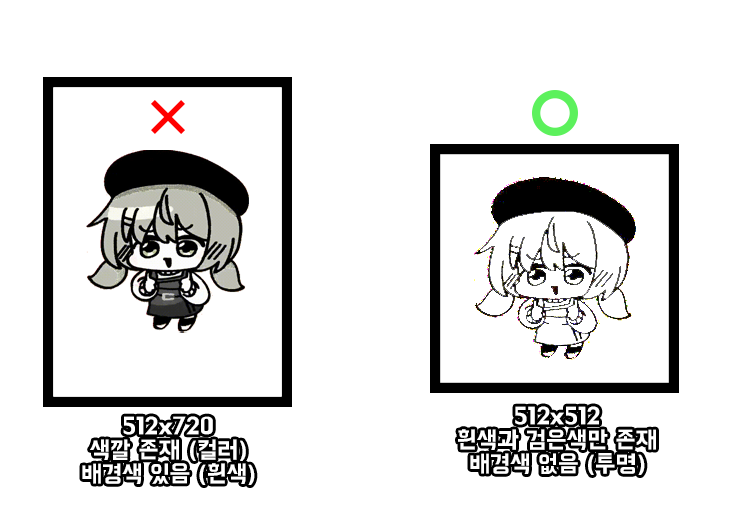 512x720
색깔 존재 (컬러)
배경색 있음 (흰색)
512x512
흰색과 검은색만 존재
배경색 없음 (투명)